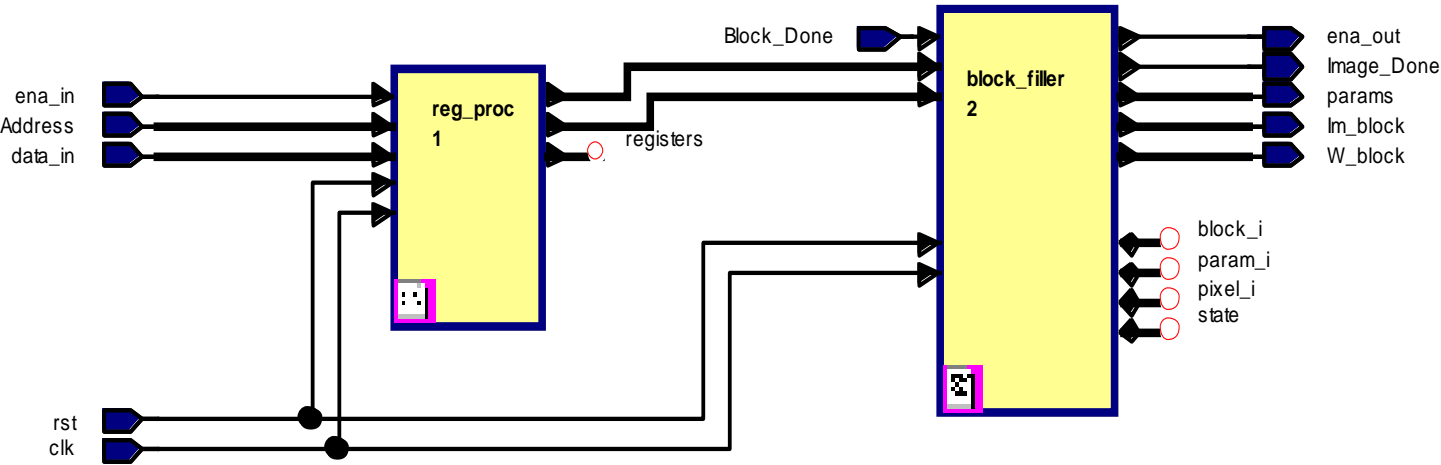 Block_Done
ena_out
Image_Done
block_filler
2
ena_in
params
reg_proc
1
Address
Im_block
registers
data_in
W_block
block_i
param_i
pixel_i
state
rst
clk